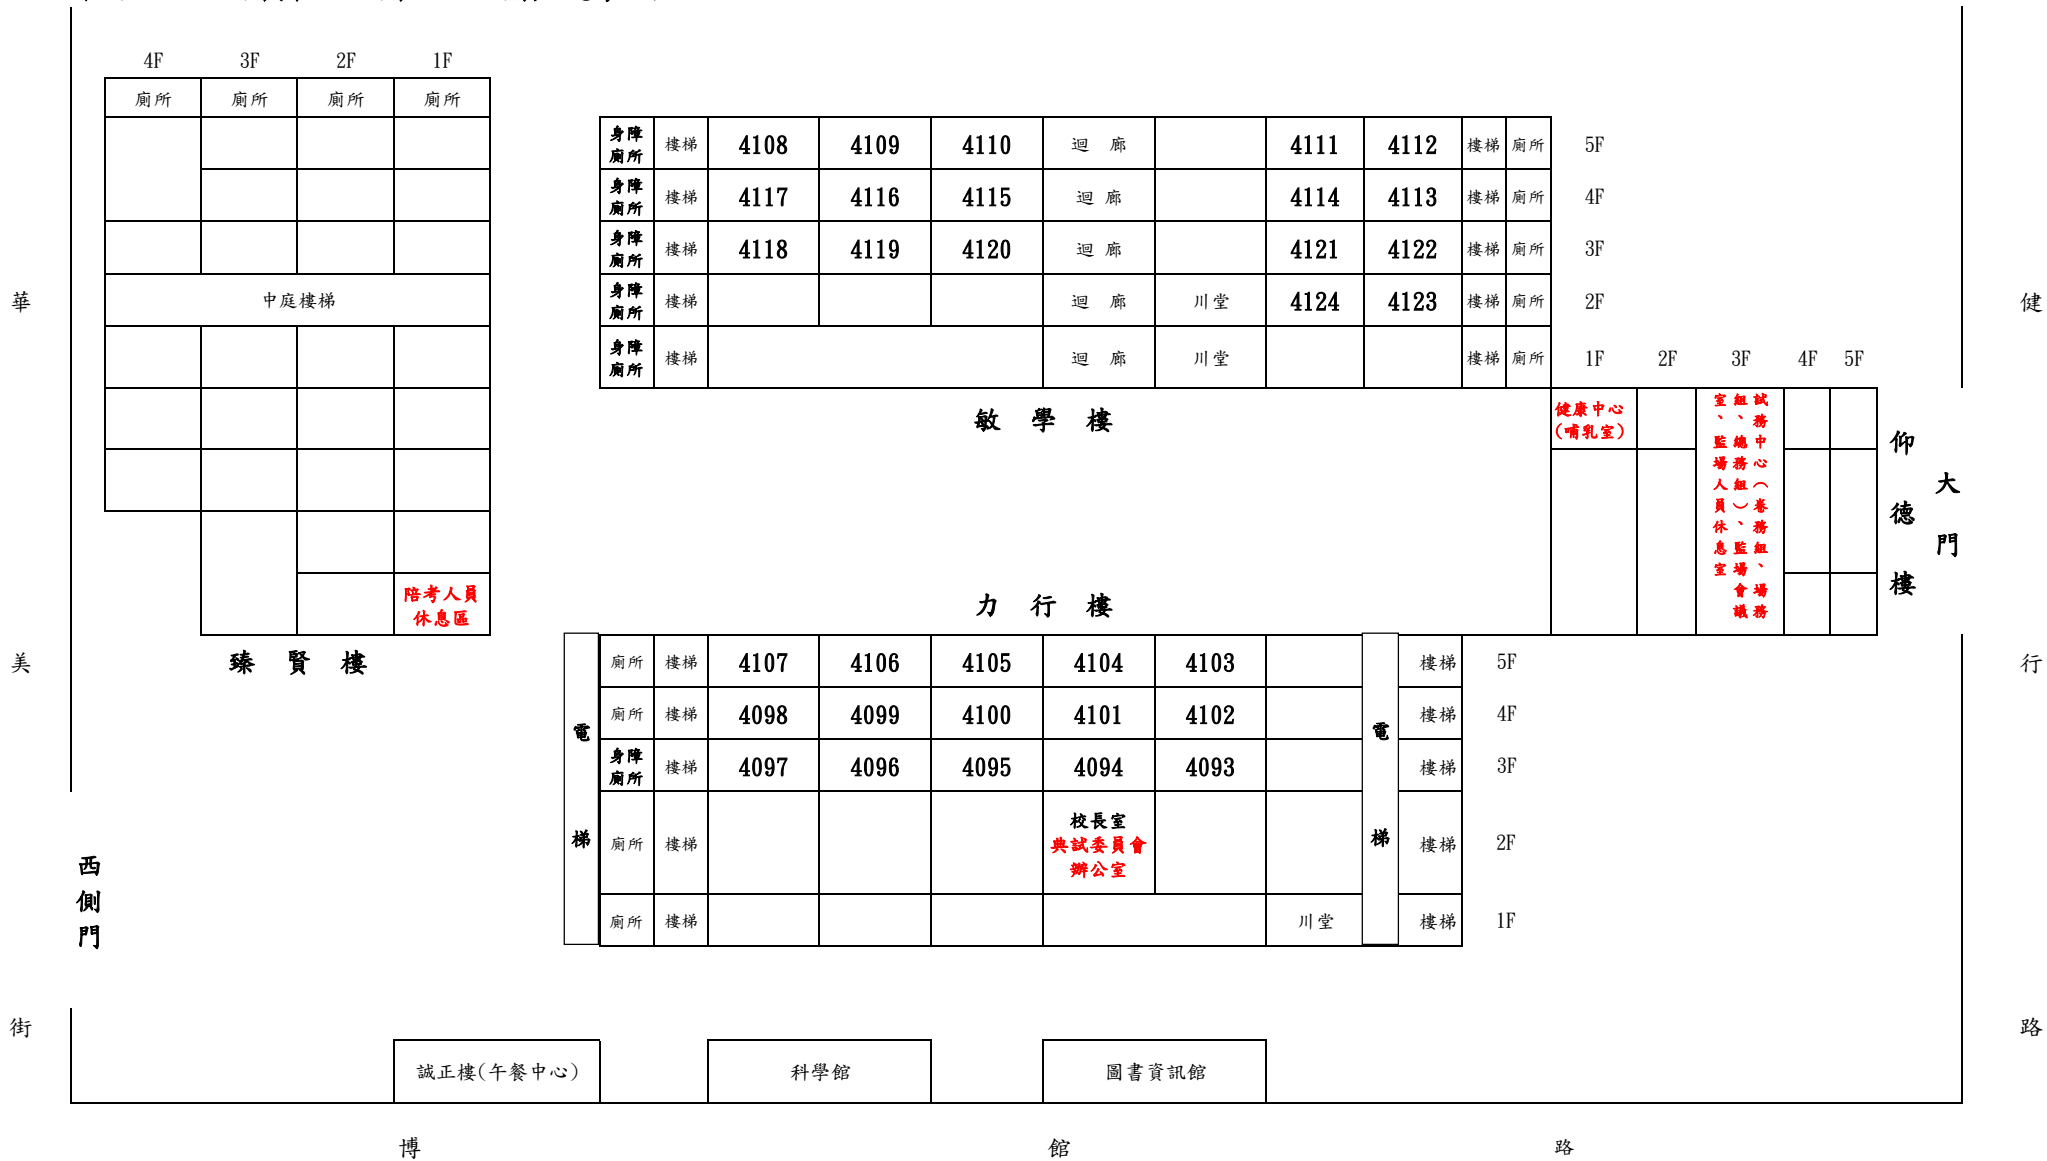 4F 3F 2F 1F
廁所 廁所 廁所 廁所
中庭樓梯
陪考人員
休息區
臻 賢 樓
身障
廁所 樓梯 4108 4109 4110 迴 廊 4111 4112 樓梯 廁所 5F
身障
廁所 樓梯 4117 4116 4115 迴 廊 4114 4113 樓梯 廁所 4F
身障
廁所 樓梯 4118 4119 4120 迴 廊 4121 4122 樓梯 廁所 3F
身障
廁所 樓梯 迴 廊 川堂 4124 4123 樓梯 廁所 2F
身障
廁所 樓梯 迴 廊 川堂 樓梯 廁所 1F 2F 3F 4F 5F
敏 學 樓
健康中心
(哺乳室)
試務中心(卷務組、場務
組、總務組)、監場會議
室、監場人員休息室
仰德樓
大門
力 行 樓
電梯
廁所 樓梯 4107 4106 4105 4104 4103 樓梯 5F
廁所 樓梯 4098 4099 4100 4101 4102 樓梯 4F
身障
廁所 樓梯 4097 4096 4095 4094 4093 樓梯 3F
廁所 樓梯 校長室
典試委員會
辦公室 樓梯 2F
廁所 樓梯 川堂 樓梯 1F
電梯
西側門
誠正樓(午餐中心) 科學館 圖書資訊館
華美街
健行路
博館路